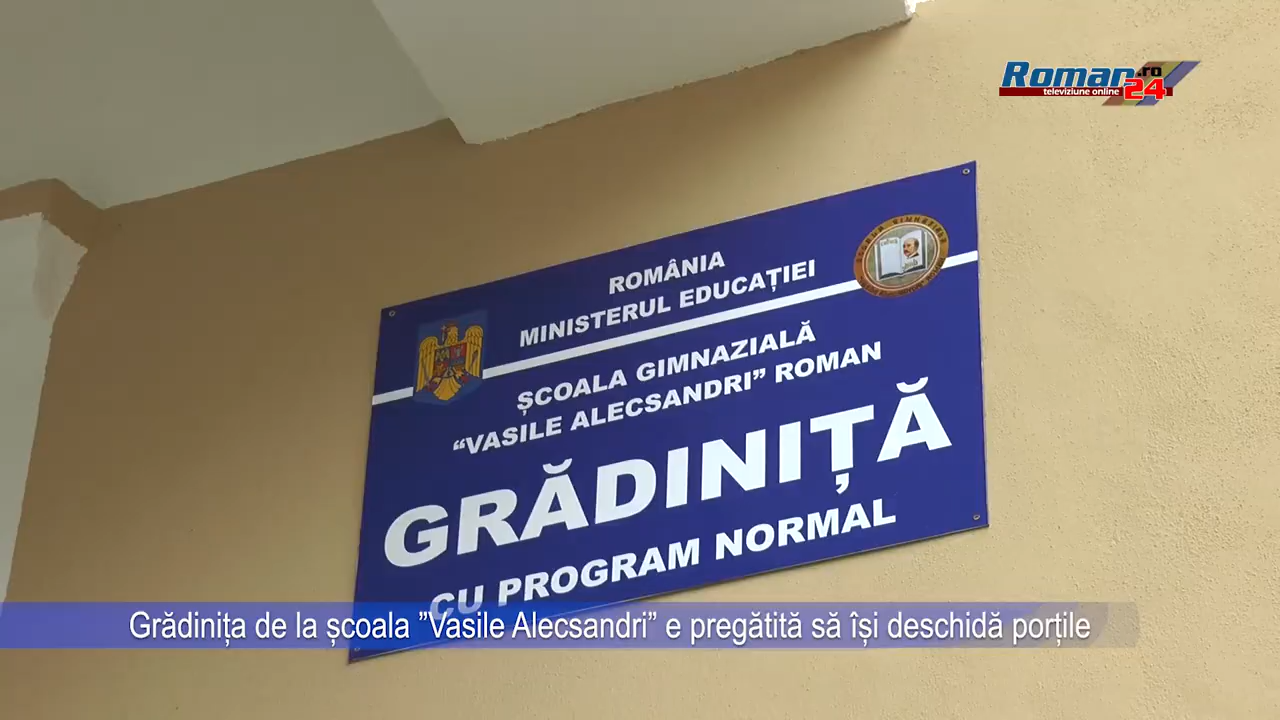 Roman.ro
televiziune online 24
ROMÂNIA
MINISTERUL EDUCAȚIEI
ȘCOALA GIMNAZIALĂ
“VASILE ALECSANDRI” ROMAN
GRĂDINIȚĂ
CU PROGRAM NORMAL
Grădinița de la școala ”Vasile Alecsandri” e pregătită să își deschidă porțile